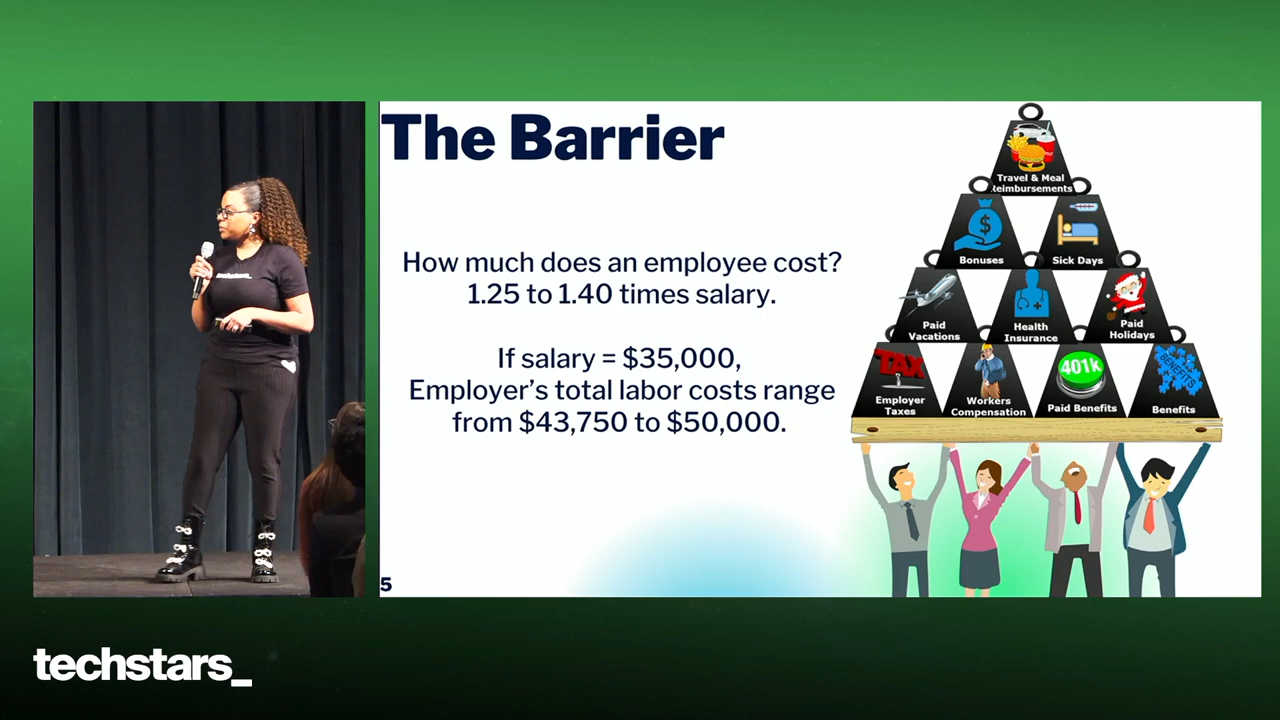 The Barrier
How much does an employee cost?
1.25 to 1.40 times salary.
If salary = $35,000,
Employer's total labor costs range
from $43,750 to $50,000.
Travel & Meal
Reimbursements
Bonuses
Sick Days
Paid
Vacations
Health
Insurance
Paid
Holidays
TAX
Employer
Taxes
Workers
Compensation
401k
Paid Benefits
BENEFITS
Benefits
5
techstars_